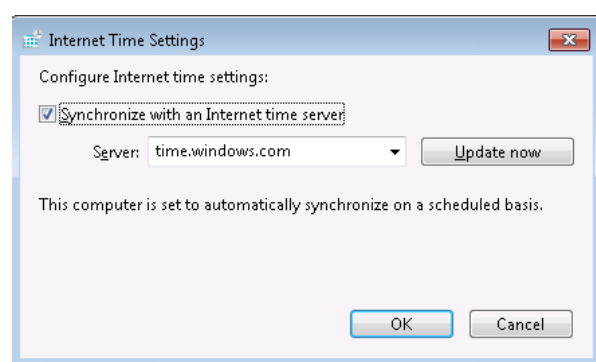 Internet Time Settings
Configure Internet time settings:
Synchronize with an Internet time server
Server: time.windows.com Update now
This computer is set to automatically synchronize on a scheduled basis.
OK Cancel